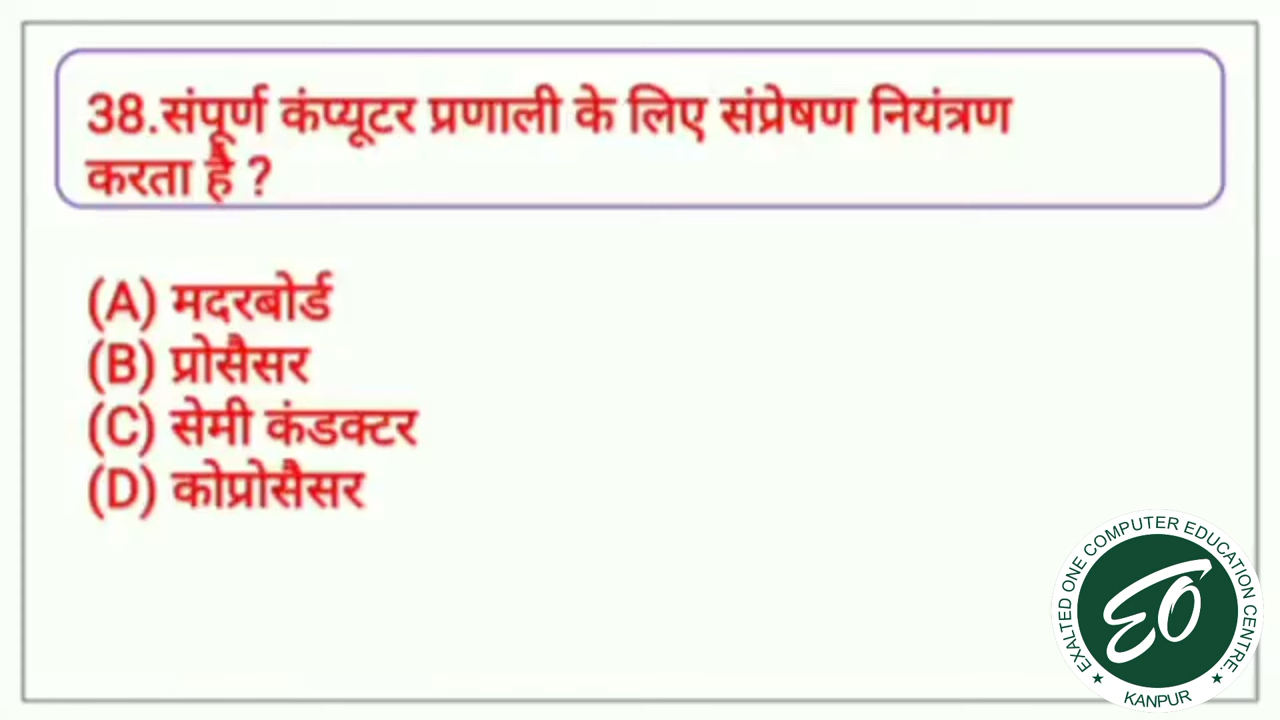 38.संपूर्ण कंप्यूटर प्रणाली के लिए संप्रेषण नियंत्रण
करता है ?
(A) मदरबोर्ड
(B) प्रोसैसर
(C) सेमी कंडक्टर
(D) कोप्रोसैसर
EXALTED ONE COMPUTER EDUCATION CENTRE.
EO
★ KANPUR ★